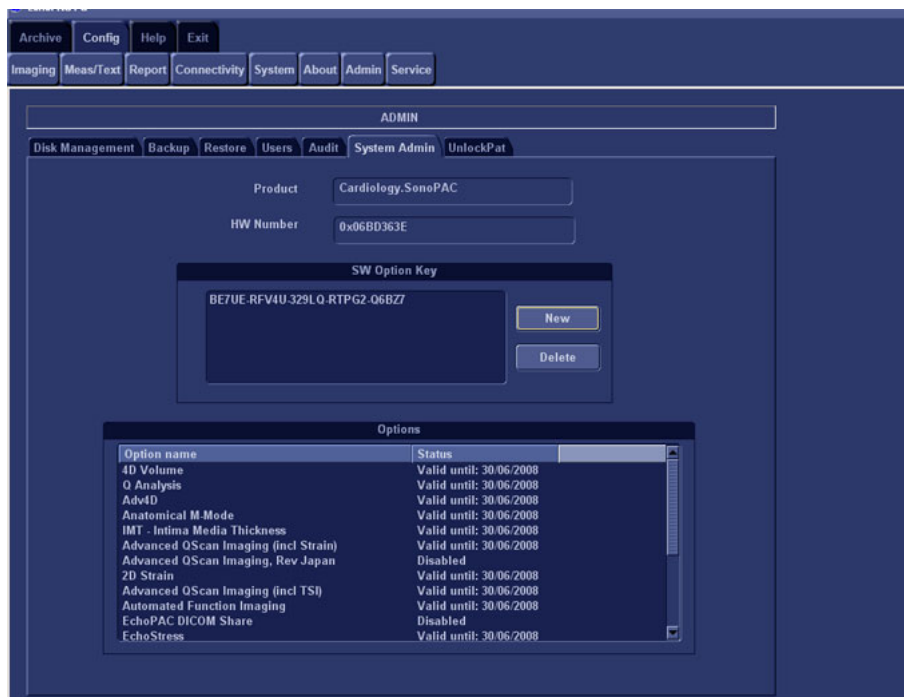 Archive Config Help Exit
Imaging Meas/Text Report Connectivity System About Admin Service
ADMIN
Disk Management Backup Restore Users Audit System Admin UnlockPat
Product Cardiology.SonoPAC
HW Number 0x06BD363E
SW Option Key
BE7UE-RFV4U-329LQ-RTPG2-Q6BZ7
New
Delete
Options
Option name Status
4D Volume Valid until: 30/06/2008
Q Analysis Valid until: 30/06/2008
Adv4D Valid until: 30/06/2008
Anatomical M-Mode Valid until: 30/06/2008
IMT - Intima Media Thickness Valid until: 30/06/2008
Advanced QScan Imaging (incl Strain) Valid until: 30/06/2008
Advanced QScan Imaging, Rev Japan Disabled
2D Strain Valid until: 30/06/2008
Advanced QScan Imaging (incl TSI) Valid until: 30/06/2008
Automated Function Imaging Valid until: 30/06/2008
EchoPAC DICOM Share Disabled
EchoStress Valid until: 30/06/2008